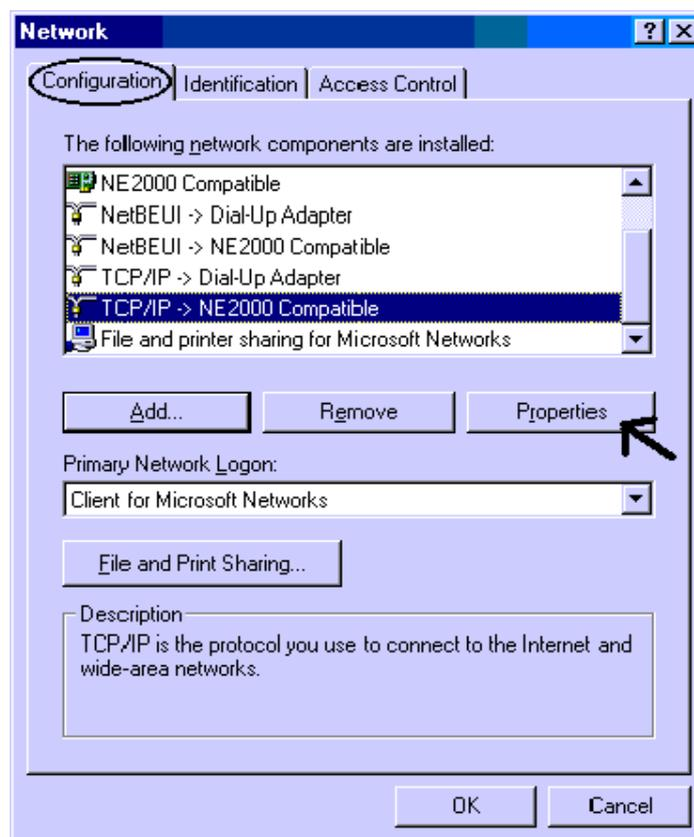 Network
Configuration Identification Access Control
The following network components are installed:
NE2000 Compatible
NetBEUI -> Dial-Up Adapter
NetBEUI -> NE2000 Compatible
TCP/IP -> Dial-Up Adapter
TCP/IP -> NE2000 Compatible
File and printer sharing for Microsoft Networks
Add... Remove Properties
Primary Network Logon:
Client for Microsoft Networks
File and Print Sharing...
Description
TCP/IP is the protocol you use to connect to the Internet and
wide-area networks.
OK Cancel